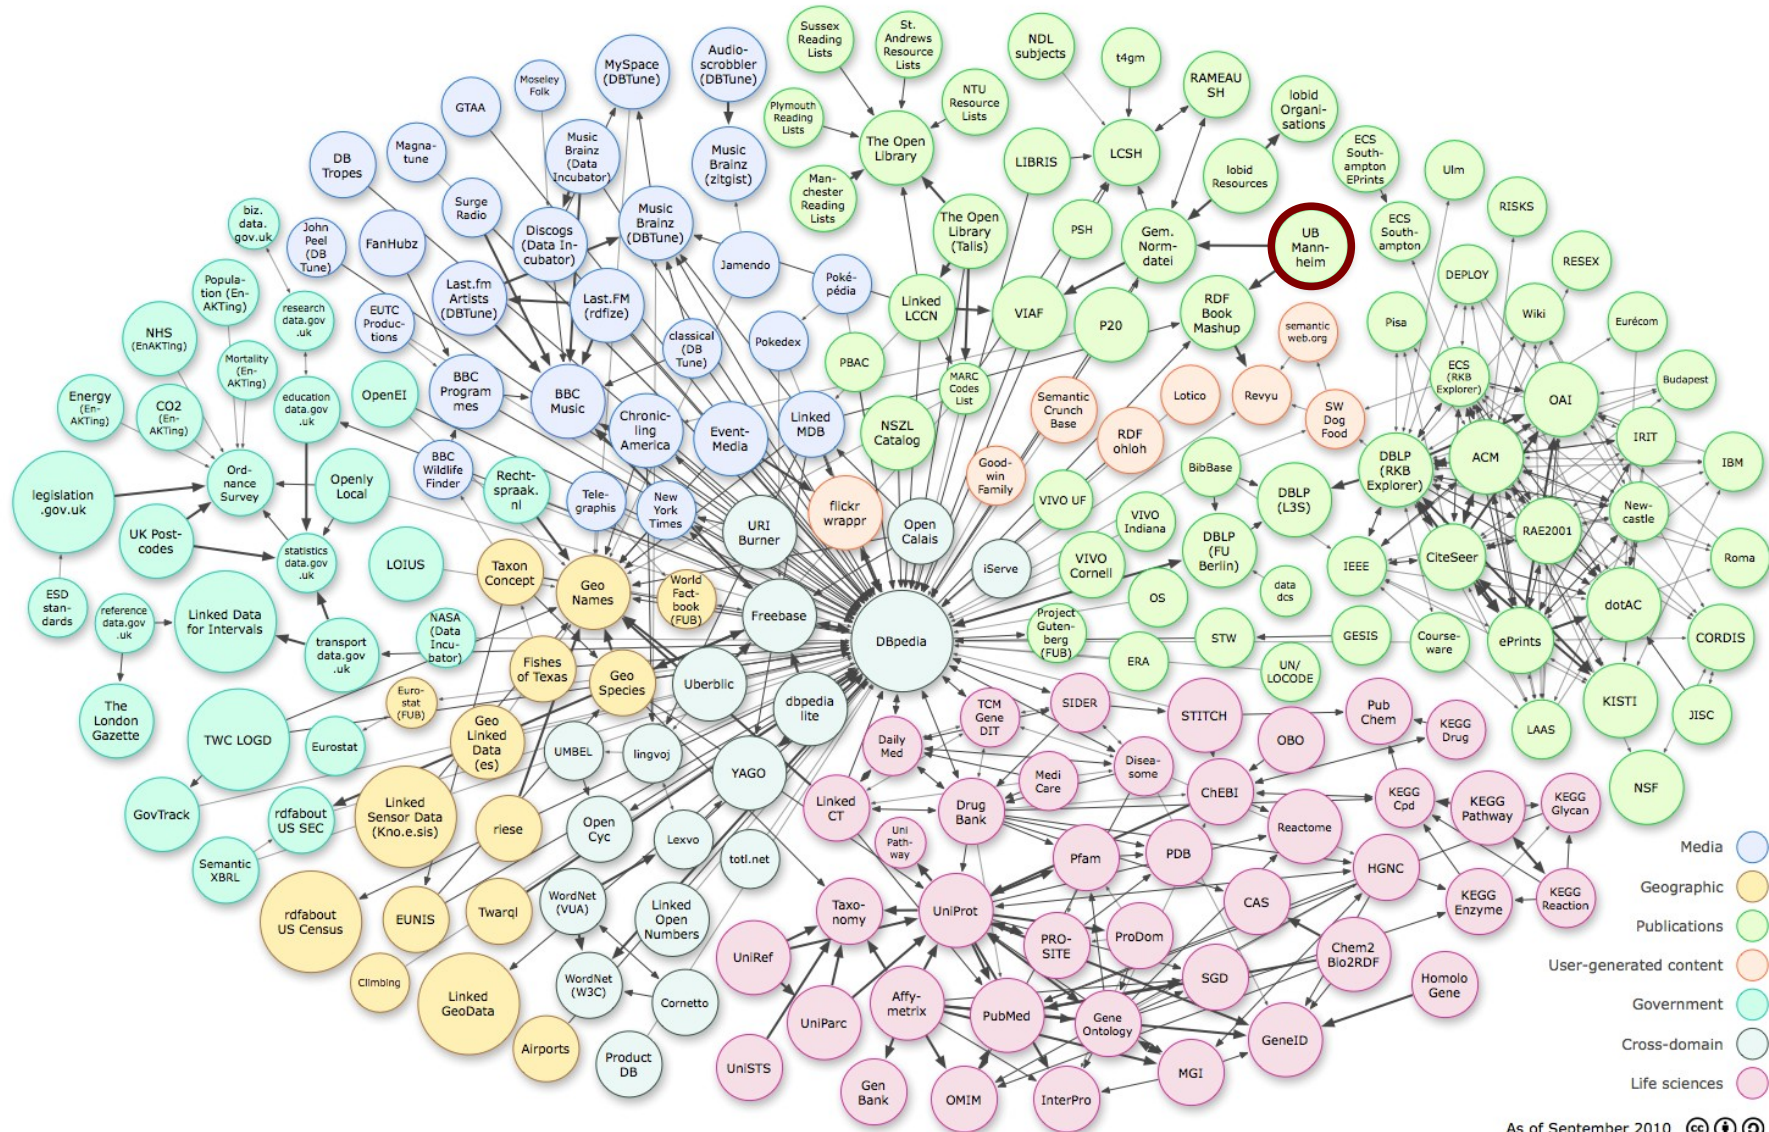 Sussex
Reading
Lists
St.
Andrews
Resource
Lists
NDL
subjects
t4gm
RAMEAU
SH
lobid
Organi-
sations
Audio-
scrobbler
(DBTune)
MySpace
(DBTune)
Moseley
Folk
GTAA
Plymouth
Reading
Lists
NTU
Resource
Lists
The Open
Library
LIBRIS
LCSH
lobid
Resources
ECS
South-
ampton
EPrints
Ulm
RISKS
DB
Tropes
Magna-
tune
Music
Brainz
(Data
Incubator)
Music
Brainz
(zitgist)
Man-
chester
Reading
Lists
The Open
Library
(Talis)
PSH
Gem.
Norm-
datei
UB
Mann-
heim
ECS
South-
ampton
DEPLOY
RESEX
biz.
data.
gov.uk
John
Peel
(DB
Tune)
FanHubz
Surge
Radio
Discogs
(Data In-
cubator)
Music
Brainz
(DBTune)
Jamendo
Poké-
pédia
Linked
LCCN
VIAF
P20
RDF
Book
Mashup
semantic
web.org
Pisa
Wiki
Eurécom
Popula-
tion (En-
AKTing)
research
data.gov
.uk
EUTC
Produc-
tions
Last.fm
Artists
(DBTune)
Last.FM
(rdfize)
classical
(DB
Tune)
Pokedex
PBAC
MARC
Codes
List
NHS
(EnAKTing)
Mortality
(En-
AKTing)
Energy
(En-
AKTing)
CO2
(En-
AKTing)
education
data.gov
.uk
OpenEI
BBC
Program
mes
BBC
Music
Chronic-
ling
America
Event-
Media
Linked
MDB
NSZL
Catalog
Semantic
Crunch
Base
RDF
ohloh
Lotico
Revyu
SW
Dog
Food
ECS
(RKB
Explorer)
OAI
Budapest
IRIT
IBM
legislation
.gov.uk
Ord-
nance
Survey
Openly
Local
BBC
Wildlife
Finder
Recht-
spraak.
nl
Tele-
graphis
New
York
Times
URI
Burner
flickr
wrappr
Open
Calais
Good-
win
Family
VIVO UF
VIVO
Indiana
BibBase
DBLP
(L3S)
DBLP
(RKB
Explorer)
ACM
New-
castle
RAE2001
UK Post-
codes
statistics
data.gov
.uk
LOIUS
Taxon
Concept
Geo
Names
World
Fact-
book
(FUB)
Freebase
iServe
VIVO
Cornell
DBLP
(FU
Berlin)
IEEE
CiteSeer
Roma
data
dcs
OS
dotAC
ESD
stan-
dards
reference
data.gov
.uk
Linked Data
for Intervals
transport
data.gov
.uk
NASA
(Data
Incu-
bator)
Fishes
of Texas
Geo
Species
Uberblic
dbpedia
lite
DBpedia
Project
Guten-
berg
(FUB)
ERA
STW
UN/
LOCODE
GESIS
Course-
ware
ePrints
CORDIS
KISTI
JISC
LAAS
NSF
The
London
Gazette
TWC LOGD
Eurostat
Euro-
stat
(FUB)
Geo
Linked
Data
(es)
UMBEL
lingvoj
YAGO
Daily
Med
TCM
Gene
DIT
SIDER
STITCH
OBO
Pub
Chem
KEGG
Drug
GovTrack
rdfabout
US SEC
Semantic
XBRL
Linked
Sensor Data
(Kno.e.sis)
riese
Open
Cyc
Lexvo
totl.net
Linked
CT
Uni
Path-
way
Drug
Bank
Medi
Care
Disea-
some
ChEBI
Reactome
KEGG
Cpd
KEGG
Pathway
KEGG
Glycan
Pfam
PDB
HGNC
CAS
KEGG
Enzyme
KEGG
Reaction
rdfabout
US Census
EUNIS
Twarql
WordNet
(VUA)
Linked
Open
Numbers
Taxo-
nomy
UniProt
PRO-
SITE
ProDom
SGD
Chem2
Bio2RDF
Homolo
Gene
Climbing
Linked
GeoData
Airports
WordNet
(W3C)
Cornetto
Product
DB
UniRef
UniParc
UniSTS
Affy-
metrix
PubMed
Gene
Ontology
GeneID
MGI
Gen
Bank
OMIM
InterPro
Media
Geographic
Publications
User-generated content
Government
Cross-domain
Life sciences
As of September 2010
cc